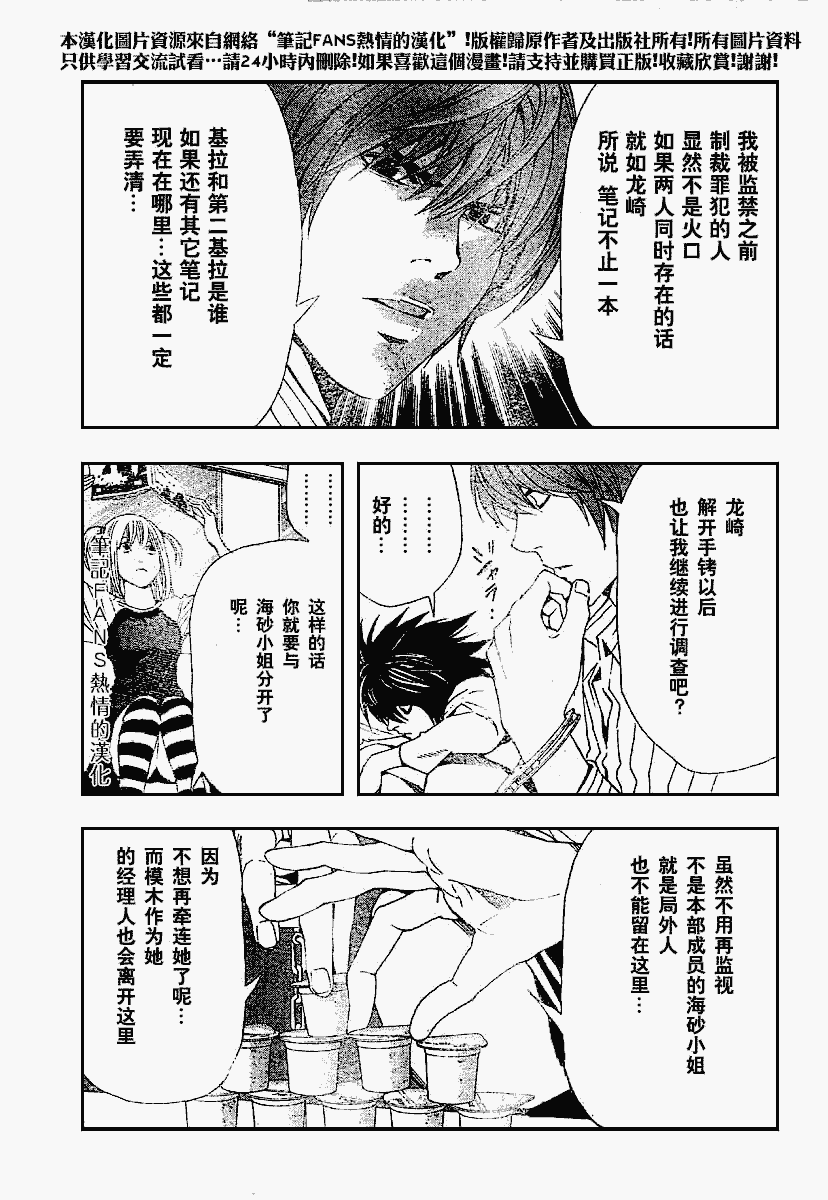 本漢化圖片資源來自網絡“筆記FANS熱情的漢化”!版權歸原作者及出版社所有!所有圖片資料
只供學習交流試看…請24小時內刪除!如果喜歡這個漫畫!請支持並購買正版!收藏欣賞!謝謝!
我被监禁之前
制裁罪犯的人
显然不是火口
如果两人同时存在的话
就如龙崎
所说 笔记不止一本
基拉和第二基拉是谁
如果还有其它笔记
现在在哪里…这些都一定
要弄清…
龙崎
解开手铐以后
也让我继续进行
调查吧？
………
………
好的…
………
………
这样的话
你就要与
海砂小姐分开了
呢…
筆記FANS熱情的漢化
虽然不用再监视
不是本部成员的海砂小姐
就是局外人
也不能留在这里…
因为
不想再牵连她了呢…
而模木作为她
的经理人也会离开这里